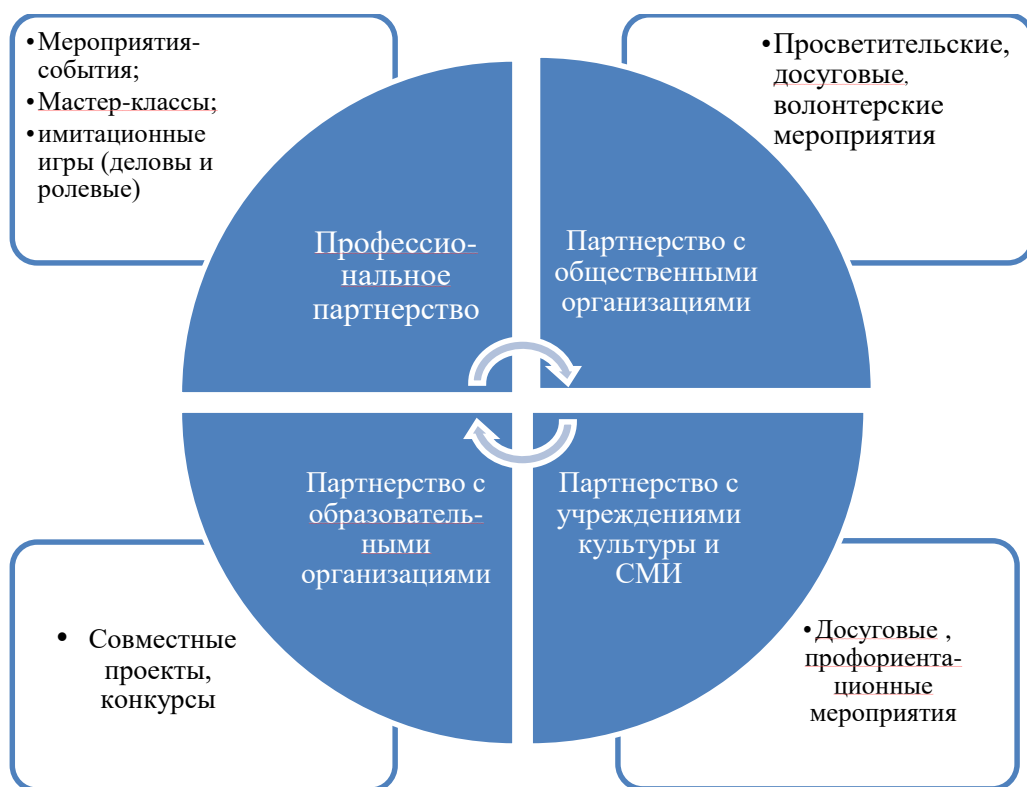 •Мероприятия-
события;
•Мастер-классы;
•имитационные
игры (деловы и
ролевые)
•Просветительские,
досуговые,
волонтерские
мероприятия
Профессио-
нальное
партнерство
Партнерство с
общественными
организациями
Партнерство с
образователь-
ными
организациями
Партнерство с
учреждениями
культуры и
СМИ
• Совместные
проекты,
конкурсы
•Досуговые ,
профориента-
ционные
мероприятия